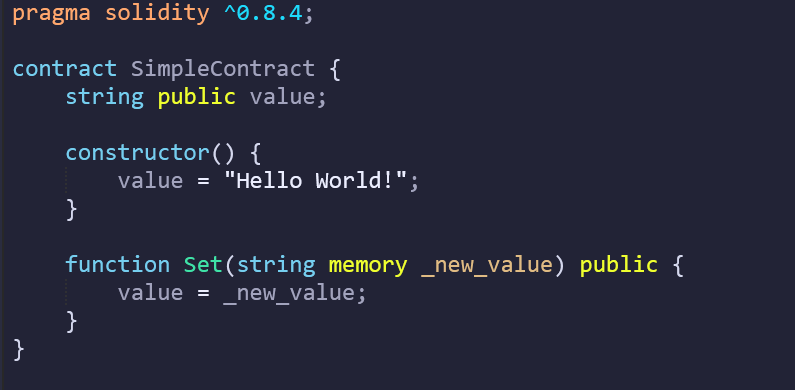 pragma solidity ^0.8.4;
contract SimpleContract {
string public value;
constructor() {
value = "Hello World!";
}
function Set(string memory _new_value) public {
value = _new_value;
}
}